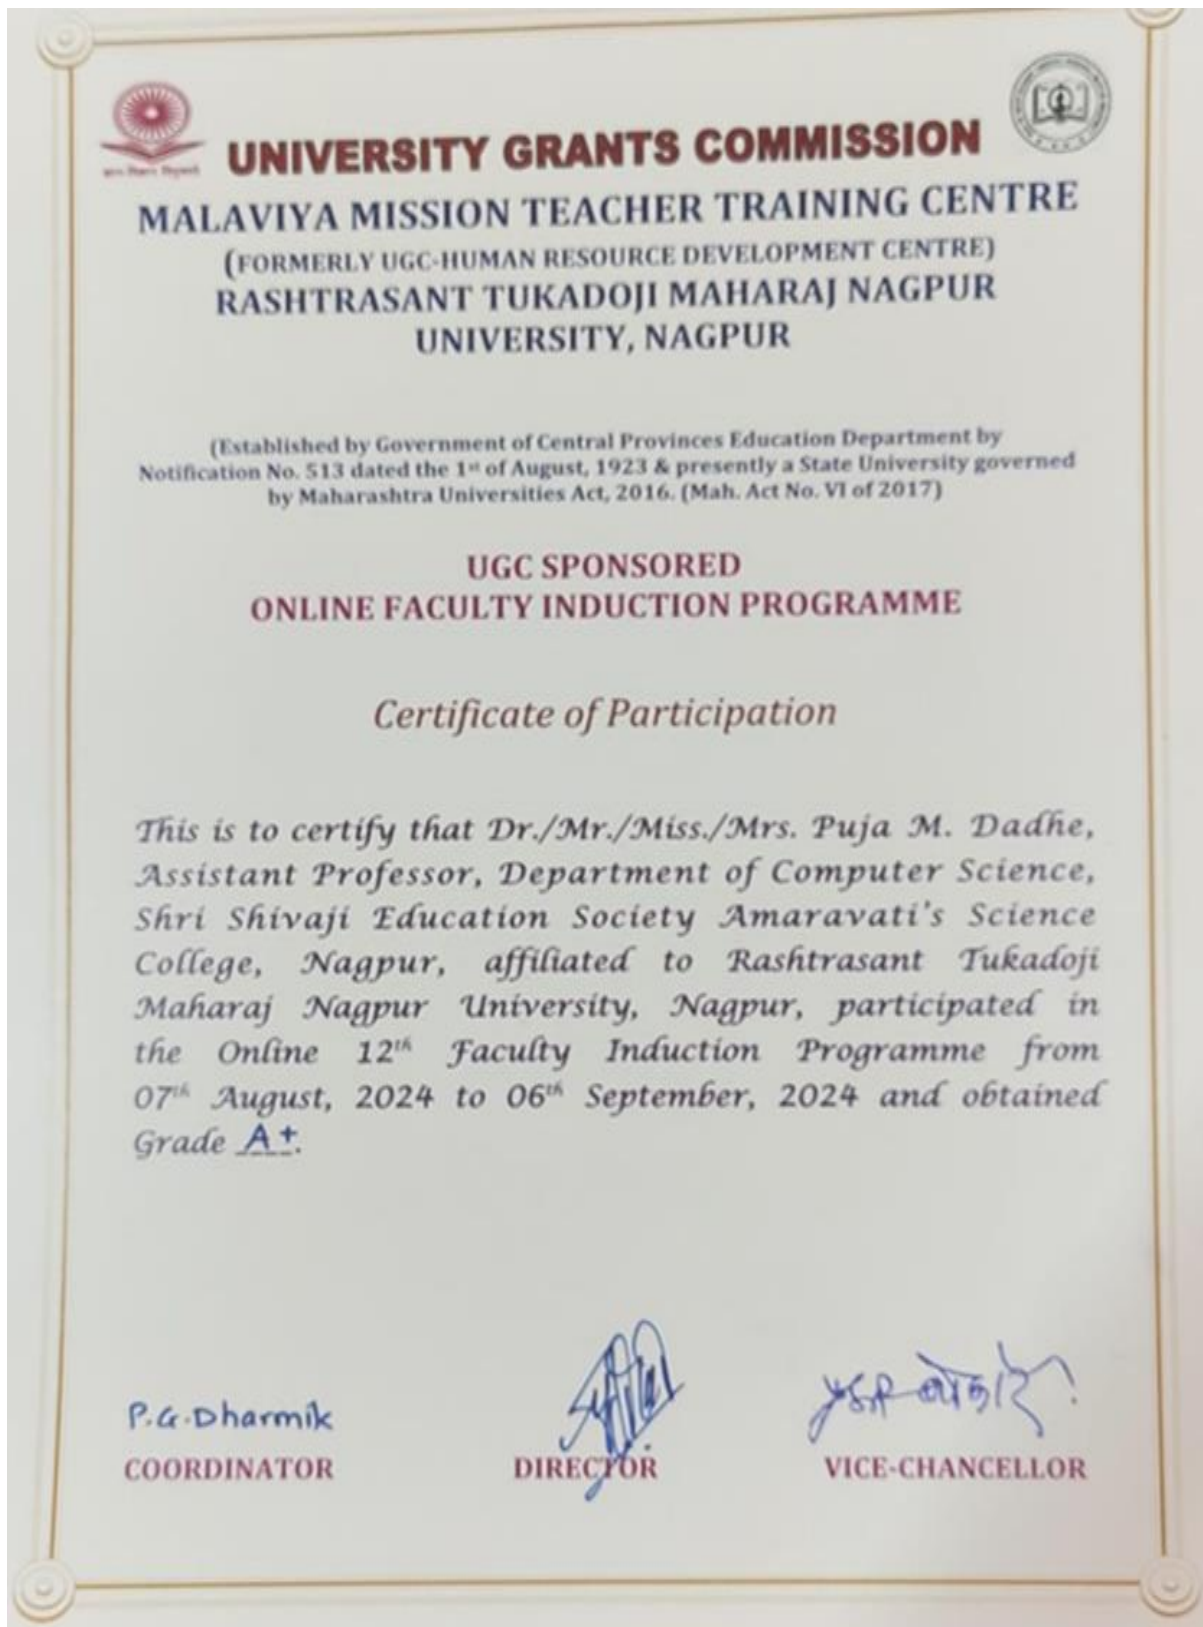 UNIVERSITY GRANTS COMMISSION
MALAVIYA MISSION TEACHER TRAINING CENTRE
(FORMERLY UGC-HUMAN RESOURCE DEVELOPMENT CENTRE)
RASHTRASANT TUKADOJI MAHARAJ NAGPUR
UNIVERSITY, NAGPUR
(Established by Government of Central Provinces Education Department by
Notification No. 513 dated the 1st of August, 1923 & presently a State University governed
by Maharashtra Universities Act, 2016. (Mah. Act No. VI of 2017)
UGC SPONSORED
ONLINE FACULTY INDUCTION PROGRAMME
Certificate of Participation
This is to certify that Dr./Mr./Miss./Mrs. Puja M. Dadhe,
Assistant Professor, Department of Computer Science,
Shri Shivaji Education Society Amaravati's Science
College, Nagpur, affiliated to Rashtrasant Tukadoji
Maharaj Nagpur University, Nagpur, participated in
the Online 12th Faculty Induction Programme from
07th August, 2024 to 06th September, 2024 and obtained
Grade A+.
P.G.Dharmik
COORDINATOR
DIRECTOR
VICE-CHANCELLOR